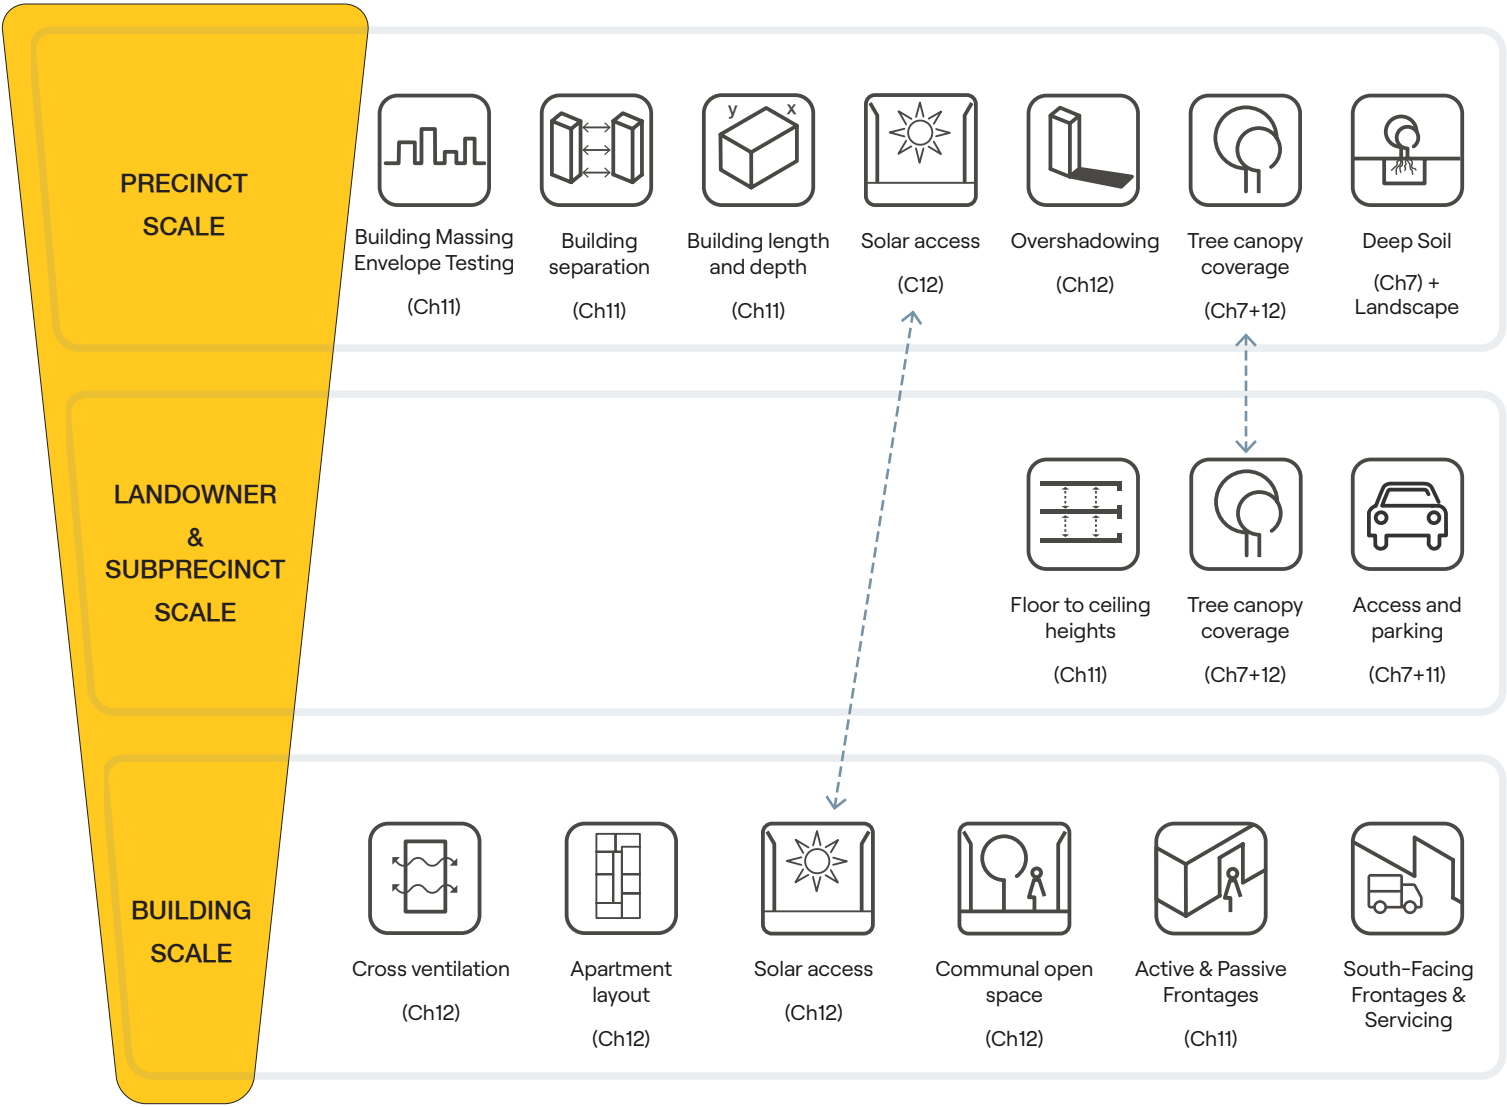 PRECINCT
SCALE
y
x
Building Massing
Envelope Testing
(Ch11)
Building
separation
(Ch11)
Building length
and depth
(Ch11)
Solar access
(C12)
Overshadowing
(Ch12)
Tree canopy
coverage
(Ch7+12)
Deep Soil
(Ch7) +
Landscape
LANDOWNER
&
SUBPRECINCT
SCALE
Floor to ceiling
heights
(Ch11)
Tree canopy
coverage
(Ch7+12)
Access and
parking
(Ch7+11)
BUILDING
SCALE
Cross ventilation
(Ch12)
Apartment
layout
(Ch12)
Solar access
(Ch12)
Communal open
space
(Ch12)
Active & Passive
Frontages
(Ch11)
South-Facing
Frontages &
Servicing